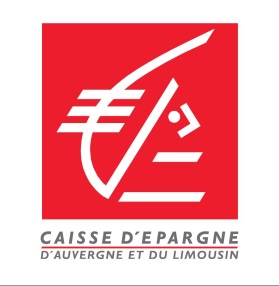 CAISSE D'EPARGNE
D'AUVERGNE ET DU LIMOUSIN